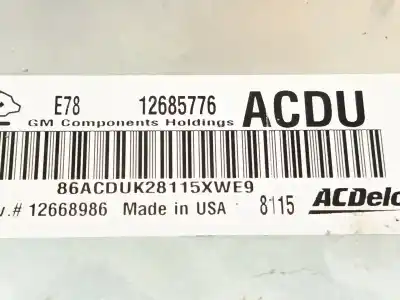 E78 12685776 ACDU
GM Components Holdings
86ACDUK28115XWE9
v.# 12668986 Made in USA 8115 ACDelc